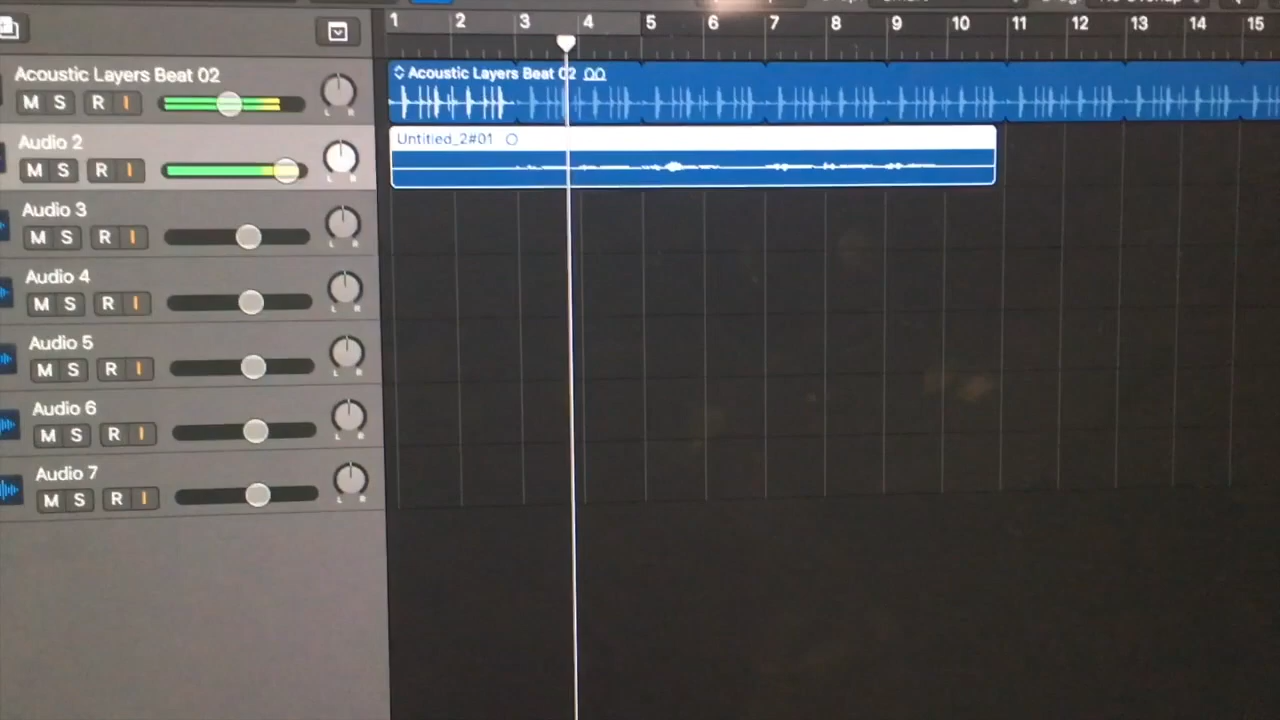 1 2 3 4 5 6 7 8 9 10 11 12 13 14 15
Acoustic Layers Beat 02
M S R I
L R
Acoustic Layers Beat 02
Audio 2
M S R I
L R
Untitled_2#01
Audio 3
M S R I
L R
Audio 4
M S R I
L R
Audio 5
M S R I
L R
Audio 6
M S R I
L R
Audio 7
M S R I
L R